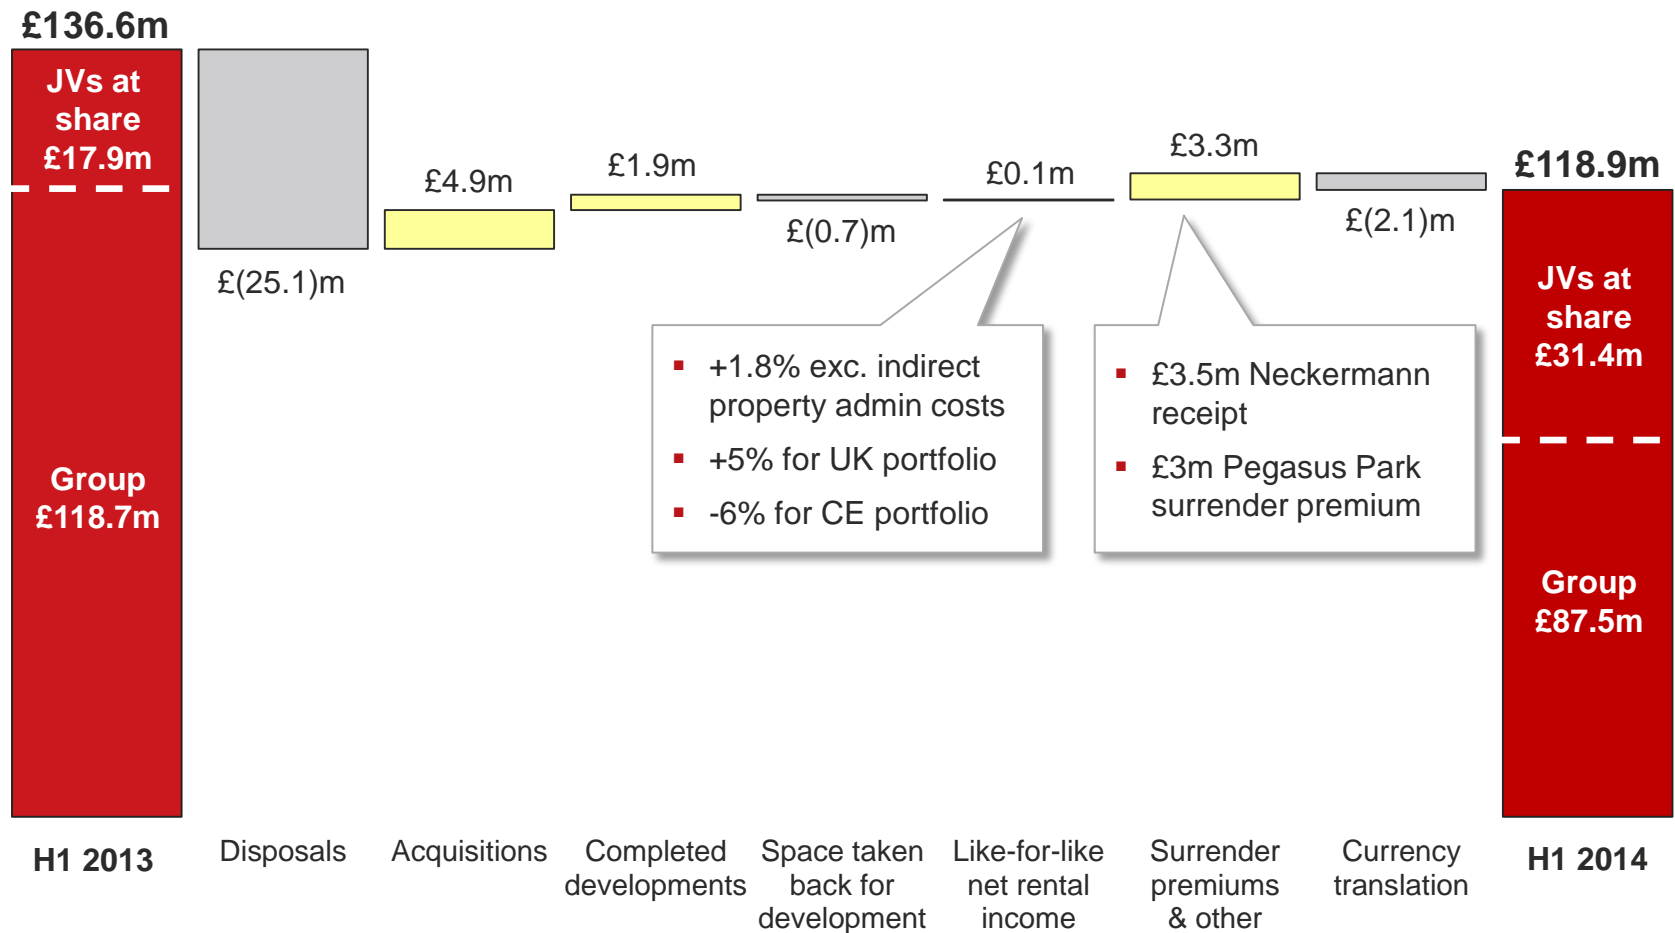 £136.6m
JVs at
share
£17.9m
Group
£118.7m
H1 2013
£(25.1)m
Disposals
£4.9m
Acquisitions
£1.9m
Completed
developments
£(0.7)m
Space taken
back for
development
£0.1m
Like-for-like
net rental
income
▪ +1.8% exc. indirect
property admin costs
▪ +5% for UK portfolio
▪ -6% for CE portfolio
£3.3m
Surrender
premiums
& other
▪ £3.5m Neckermann
receipt
▪ £3m Pegasus Park
surrender premium
£(2.1)m
Currency
translation
£118.9m
JVs at
share
£31.4m
Group
£87.5m
H1 2014